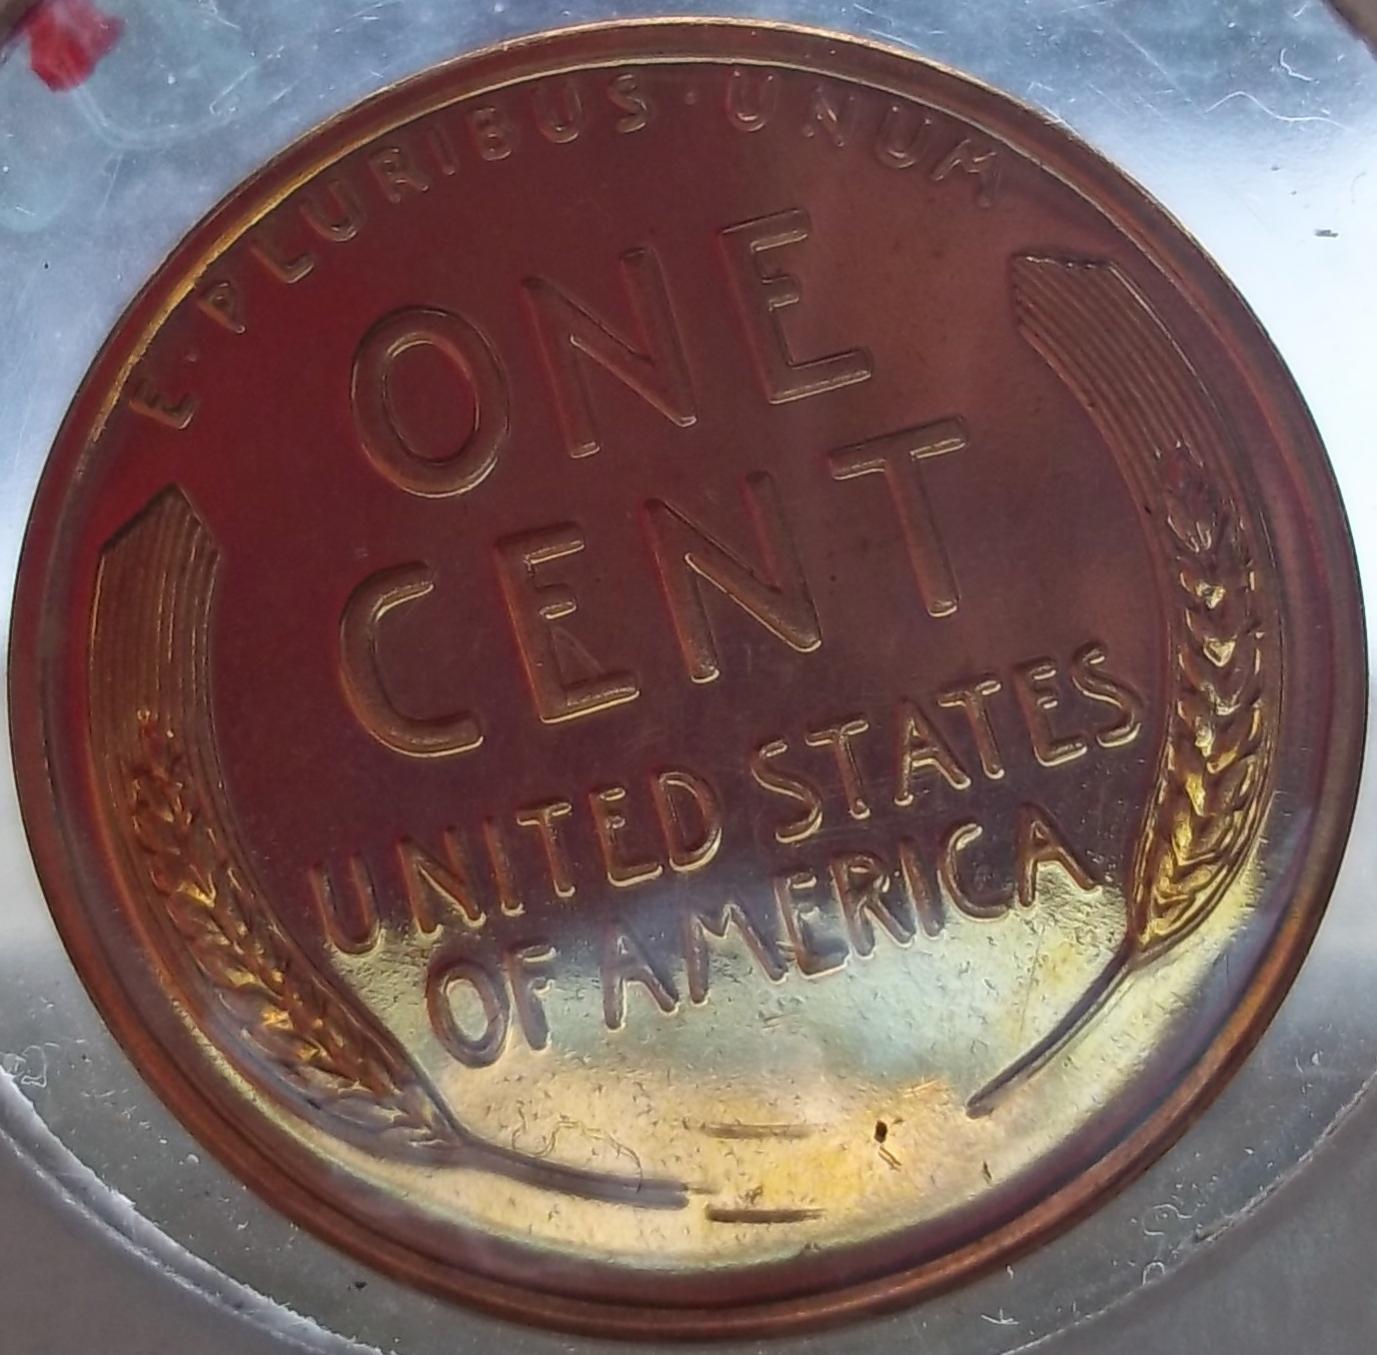 E · PLURIBUS · UNUM
ONE
CENT
UNITED STATES
OF AMERICA